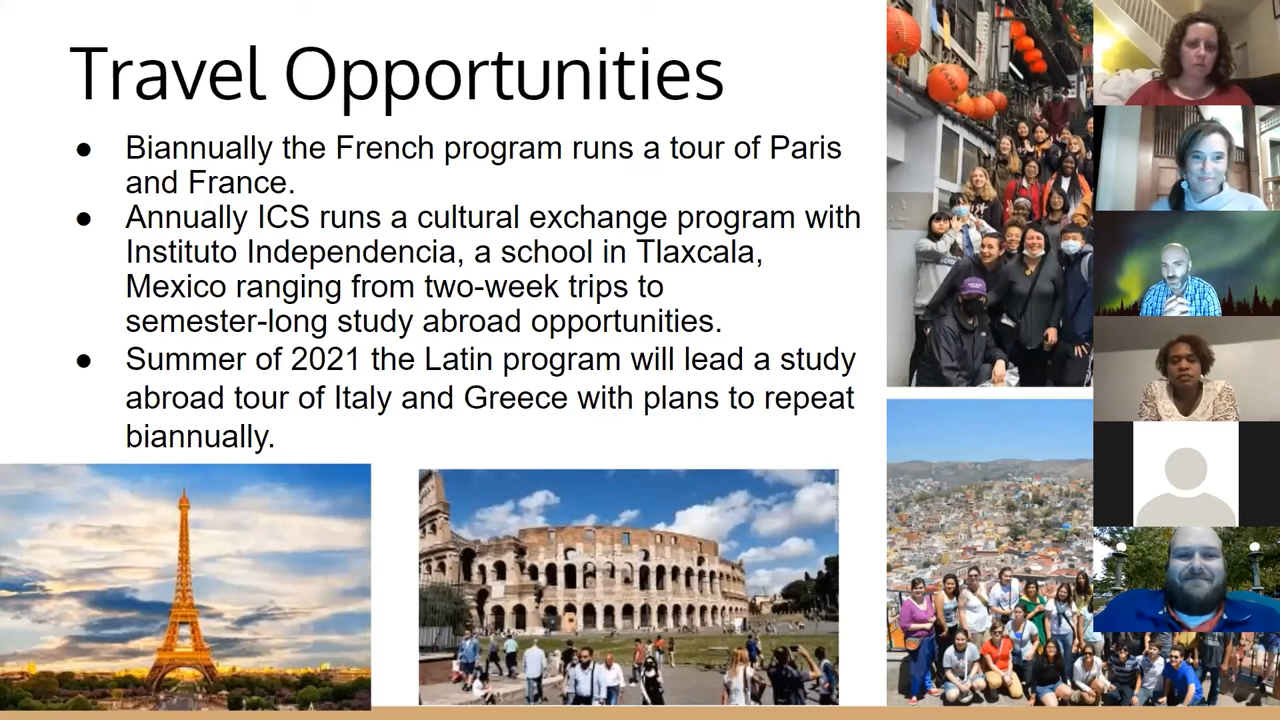 Travel Opportunities
● Biannually the French program runs a tour of Paris
and France.
● Annually ICS runs a cultural exchange program with
Instituto Independencia, a school in Tlaxcala,
Mexico ranging from two-week trips to
semester-long study abroad opportunities.
● Summer of 2021 the Latin program will lead a study
abroad tour of Italy and Greece with plans to repeat
biannually.